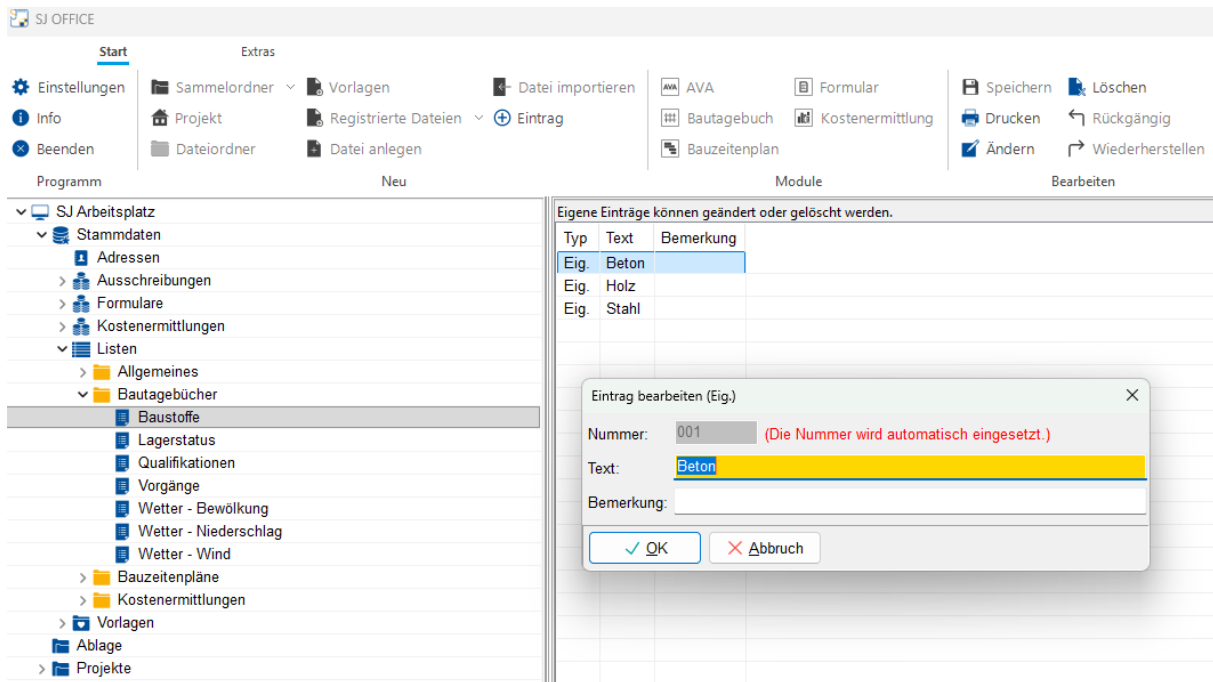 SJ OFFICE
Start Extras
Einstellungen Sammelordner Vorlagen Datei importieren AVA Formular Speichern Löschen
Info Projekt Registrierte Dateien Eintrag Bautagebuch Kostenermittlung Drucken Rückgängig
Beenden Dateiordner Datei anlegen Bauzeitenplan Ändern Wiederherstellen
Programm Neu Module Bearbeiten
SJ Arbeitsplatz
Stammdaten
Adressen
Ausschreibungen
Formulare
Kostenermittlungen
Listen
Allgemeines
Bautagebücher
Baustoffe
Lagerstatus
Qualifikationen
Vorgänge
Wetter - Bewölkung
Wetter - Niederschlag
Wetter - Wind
Bauzeitenpläne
Kostenermittlungen
Vorlagen
Ablage
Projekte
Eigene Einträge können geändert oder gelöscht werden.
Typ Text Bemerkung
Eig. Beton
Eig. Holz
Eig. Stahl
Eintrag bearbeiten (Eig.)
Nummer: 001 (Die Nummer wird automatisch eingesetzt.)
Text: Beton
Bemerkung:
OK Abbruch